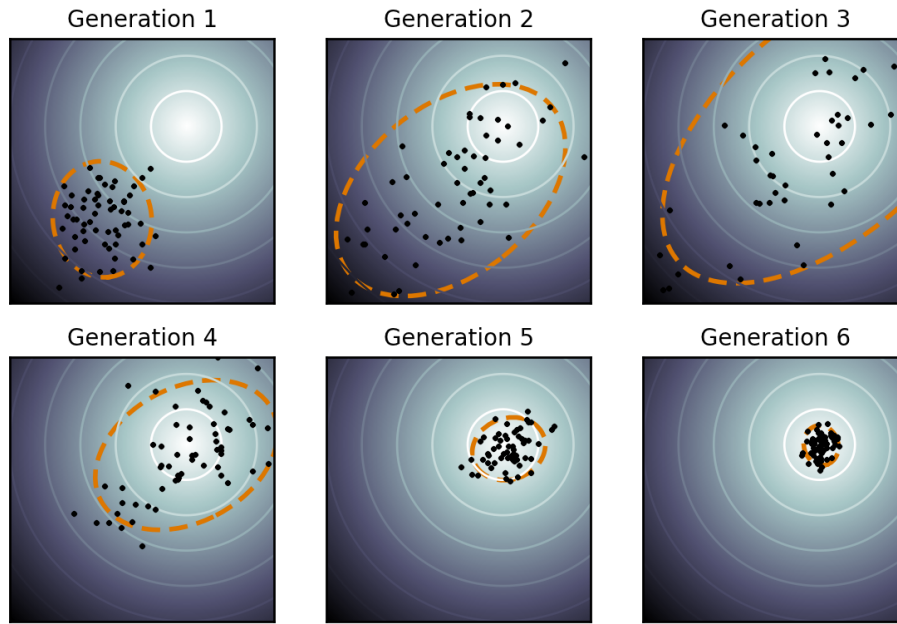 Generation 1
Generation 2
Generation 3
Generation 4
Generation 5
Generation 6